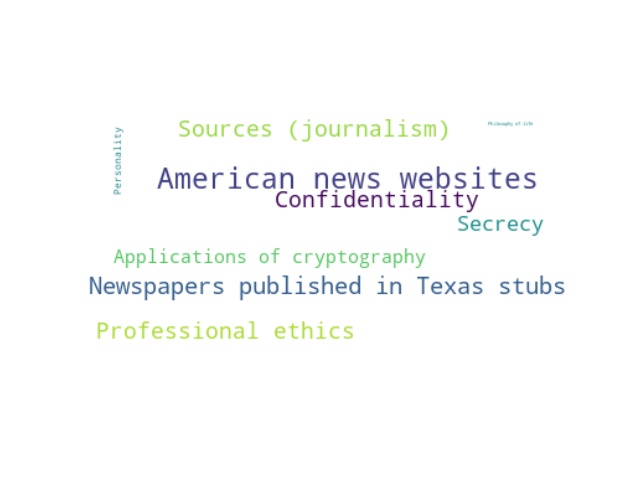 Philosophy of life
Sources (journalism)
Personality
American news websites
Confidentiality
Secrecy
Applications of cryptography
Newspapers published in Texas stubs
Professional ethics